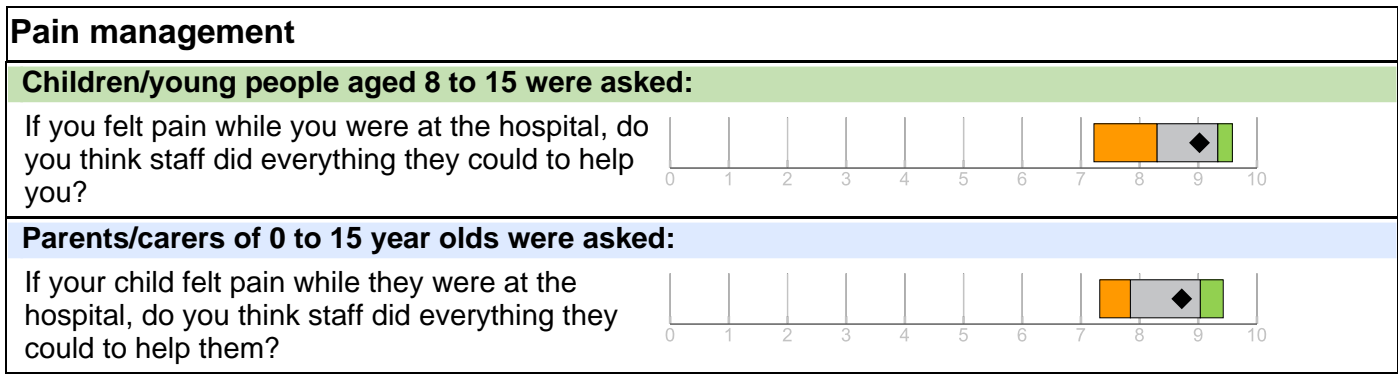 Pain management
Children/young people aged 8 to 15 were asked:
If you felt pain while you were at the hospital, do
you think staff did everything they could to help
you?
0 1 2 3 4 5 6 7 8 9 10
Parents/carers of 0 to 15 year olds were asked:
If your child felt pain while they were at the
hospital, do you think staff did everything they
could to help them?
0 1 2 3 4 5 6 7 8 9 10